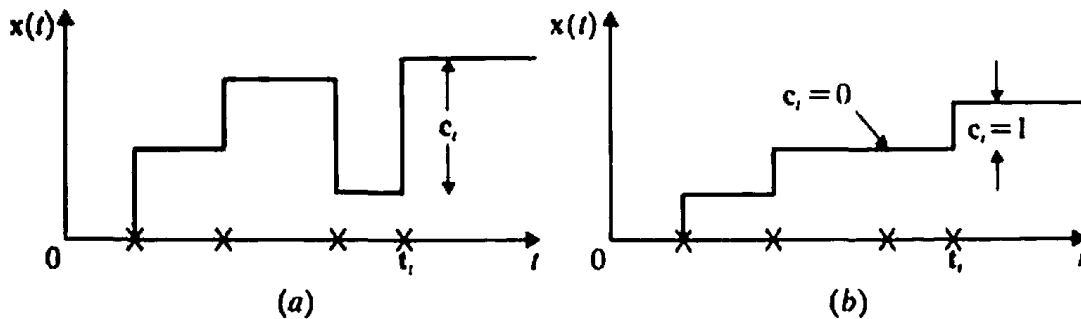 x(t)
c_i
0
t_i
t
(a)
x(t)
c_i = 0
c_i = 1
0
t_i
t
(b)